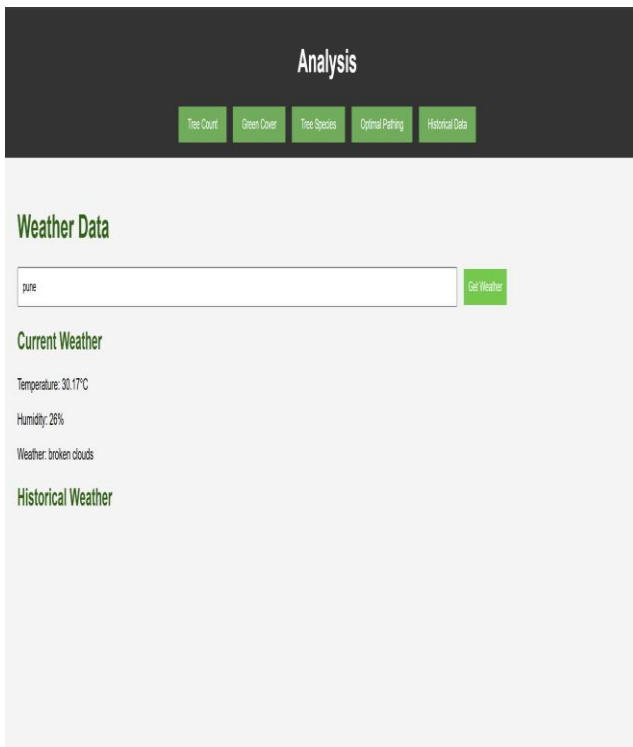 Analysis
Tree Count Green Cover Tree Species Optimal Pathing Historical Data
Weather Data
pune Get Weather
Current Weather
Temperature: 30.17°C
Humidity: 26%
Weather: broken clouds
Historical Weather